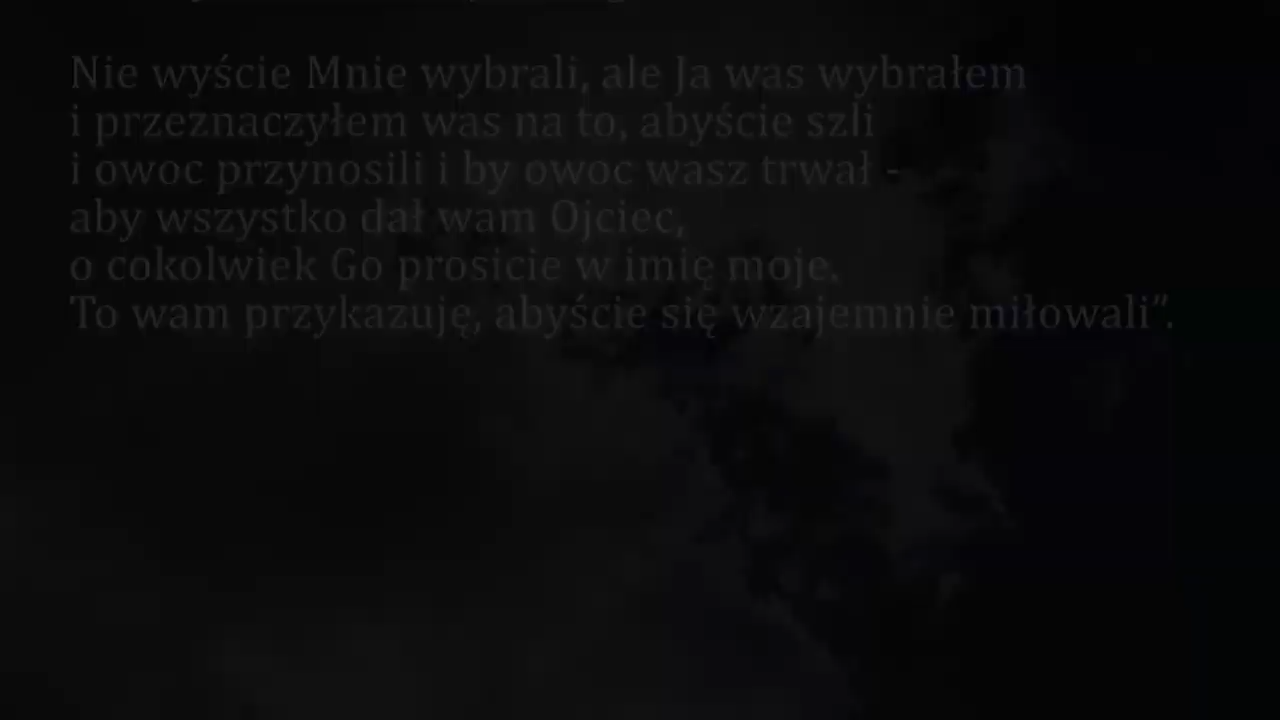 Nie wyście Mnie wybrali, ale Ja was wybrałem
i przeznaczyłem was na to, abyście szli
i owoc przynosili i by owoc wasz trwał -
aby wszystko dał wam Ojciec,
o cokolwiek Go prosicie w imię moje.
To wam przykazuję, abyście się wzajemnie miłowali”.